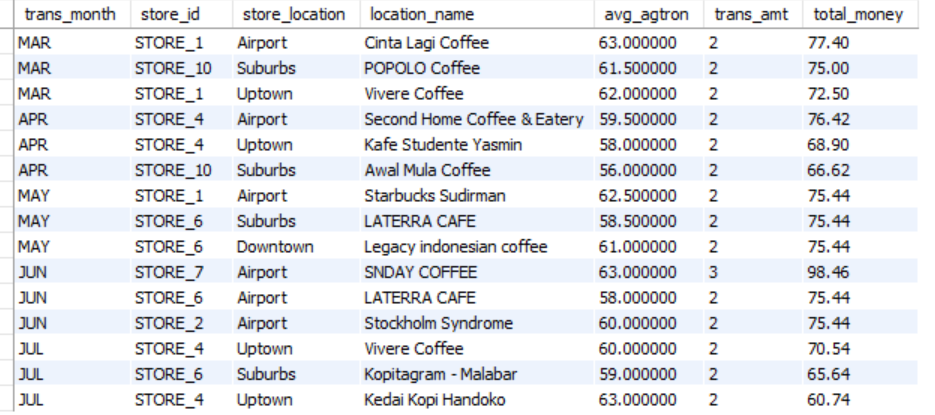 trans_month store_id store_location location_name avg_agtron trans_amt total_money
MAR STORE_1 Airport Cinta Lagi Coffee 63.000000 2 77.40
MAR STORE_10 Suburbs POPOLO Coffee 61.500000 2 75.00
MAR STORE_1 Uptown Vivere Coffee 62.000000 2 72.50
APR STORE_4 Airport Second Home Coffee & Eatery 59.500000 2 76.42
APR STORE_4 Uptown Kafe Studente Yasmin 58.000000 2 68.90
APR STORE_10 Suburbs Awal Mula Coffee 56.000000 2 66.62
MAY STORE_1 Airport Starbucks Sudirman 62.500000 2 75.44
MAY STORE_6 Suburbs LATERRA CAFE 58.500000 2 75.44
MAY STORE_6 Downtown Legacy indonesian coffee 61.000000 2 75.44
JUN STORE_7 Airport SNDAY COFFEE 63.000000 3 98.46
JUN STORE_6 Airport LATERRA CAFE 58.000000 2 75.44
JUN STORE_2 Airport Stockholm Syndrome 60.000000 2 75.44
JUL STORE_4 Uptown Vivere Coffee 60.000000 2 70.54
JUL STORE_6 Suburbs Kopitagram - Malabar 59.000000 2 65.64
JUL STORE_4 Uptown Kedai Kopi Handoko 63.000000 2 60.74